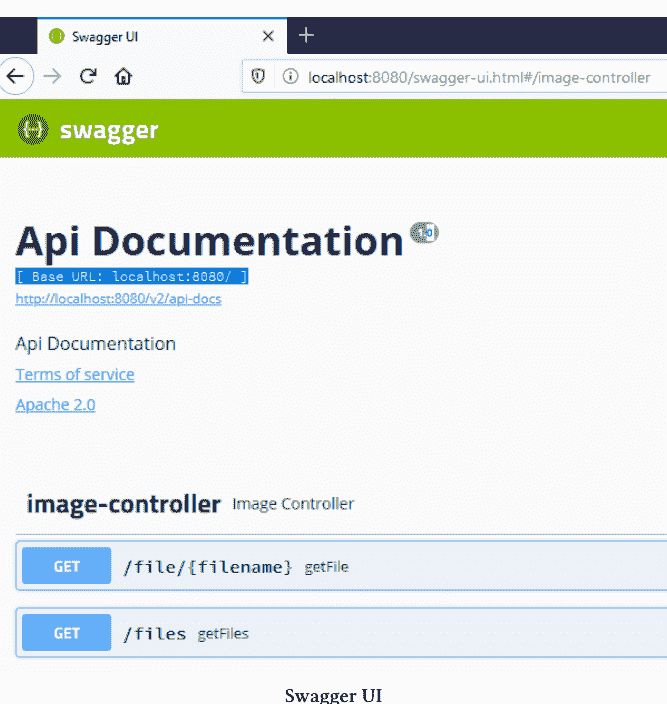 Swagger UI
localhost:8080/swagger-ui.html#/image-controller
swagger
Api Documentation
[ Base URL: localhost:8080/ ]
http://localhost:8080/v2/api-docs
Api Documentation
Terms of service
Apache 2.0
image-controller Image Controller
GET /file/{filename} getFile
GET /files getFiles
Swagger UI